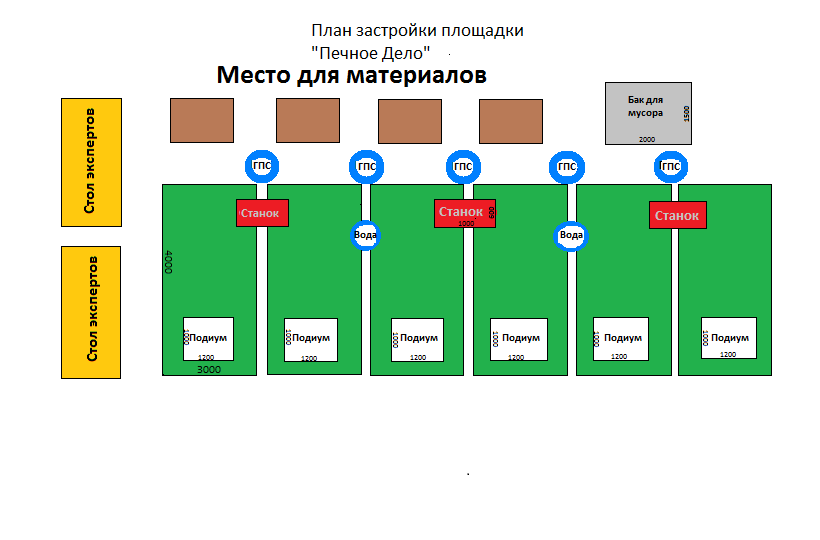 План застройки площадки
"Печное Дело"
Место для материалов
Бак для
мусора
1500
2000
Стол экспертов
Стол экспертов
ГПС
ГПС
ГПС
ГПС
ГПС
Станок
Станок
600
1000
Станок
Вода
Вода
4000
1000
Подиум
1200
3000
1000
Подиум
1200
1000
Подиум
1200
1000
Подиум
1200
1000
Подиум
1200
1000
Подиум
1200